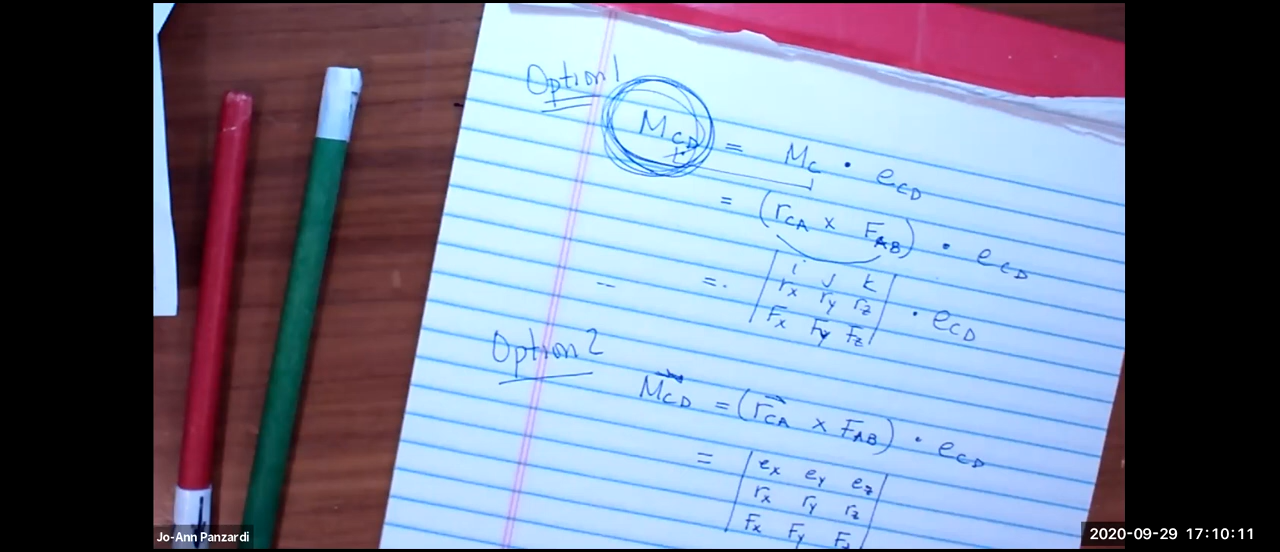 Option 1
M_CD = M_C • e_CD
= (r_CA x F_AB) • e_CD
= | i j k |
| r_x r_y r_z | • e_CD
| F_x F_y F_z |
Option 2
M_CD = (r_CA x F_AB) • e_CD
= | e_x e_y e_z |
| r_x r_y r_z |
| F_x F_y F_z |
Jo-Ann Panzardi
2020-09-29 17:10:11